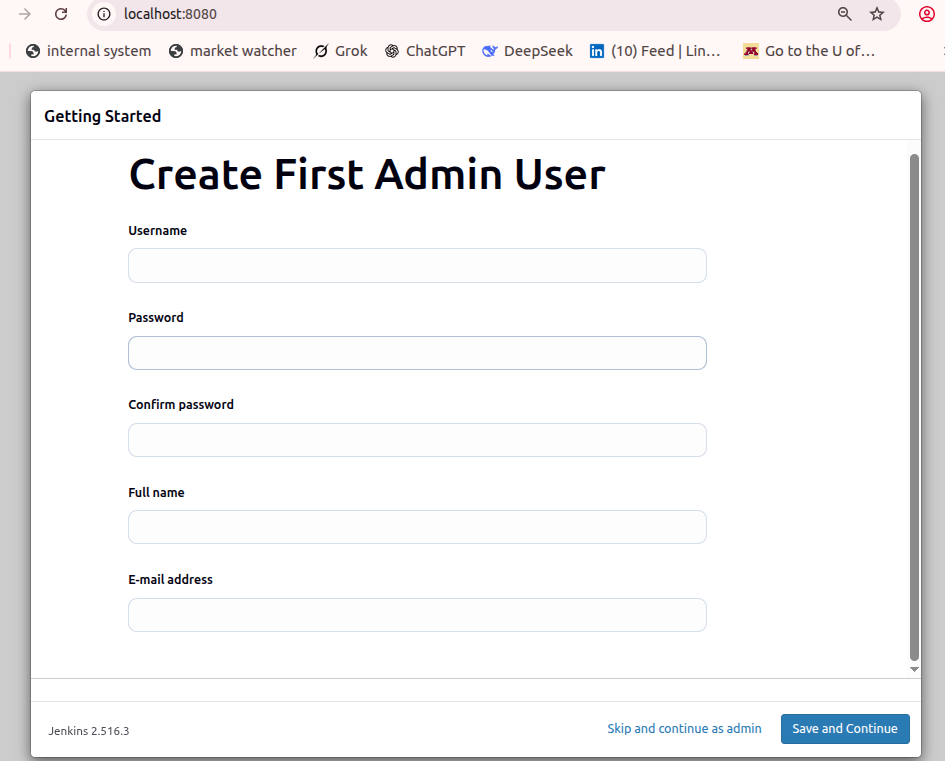 localhost:8080
internal system market watcher Grok ChatGPT DeepSeek (10) Feed | Lin... Go to the U of...
Getting Started
Create First Admin User
Username
Password
Confirm password
Full name
E-mail address
Jenkins 2.516.3 Skip and continue as admin Save and Continue